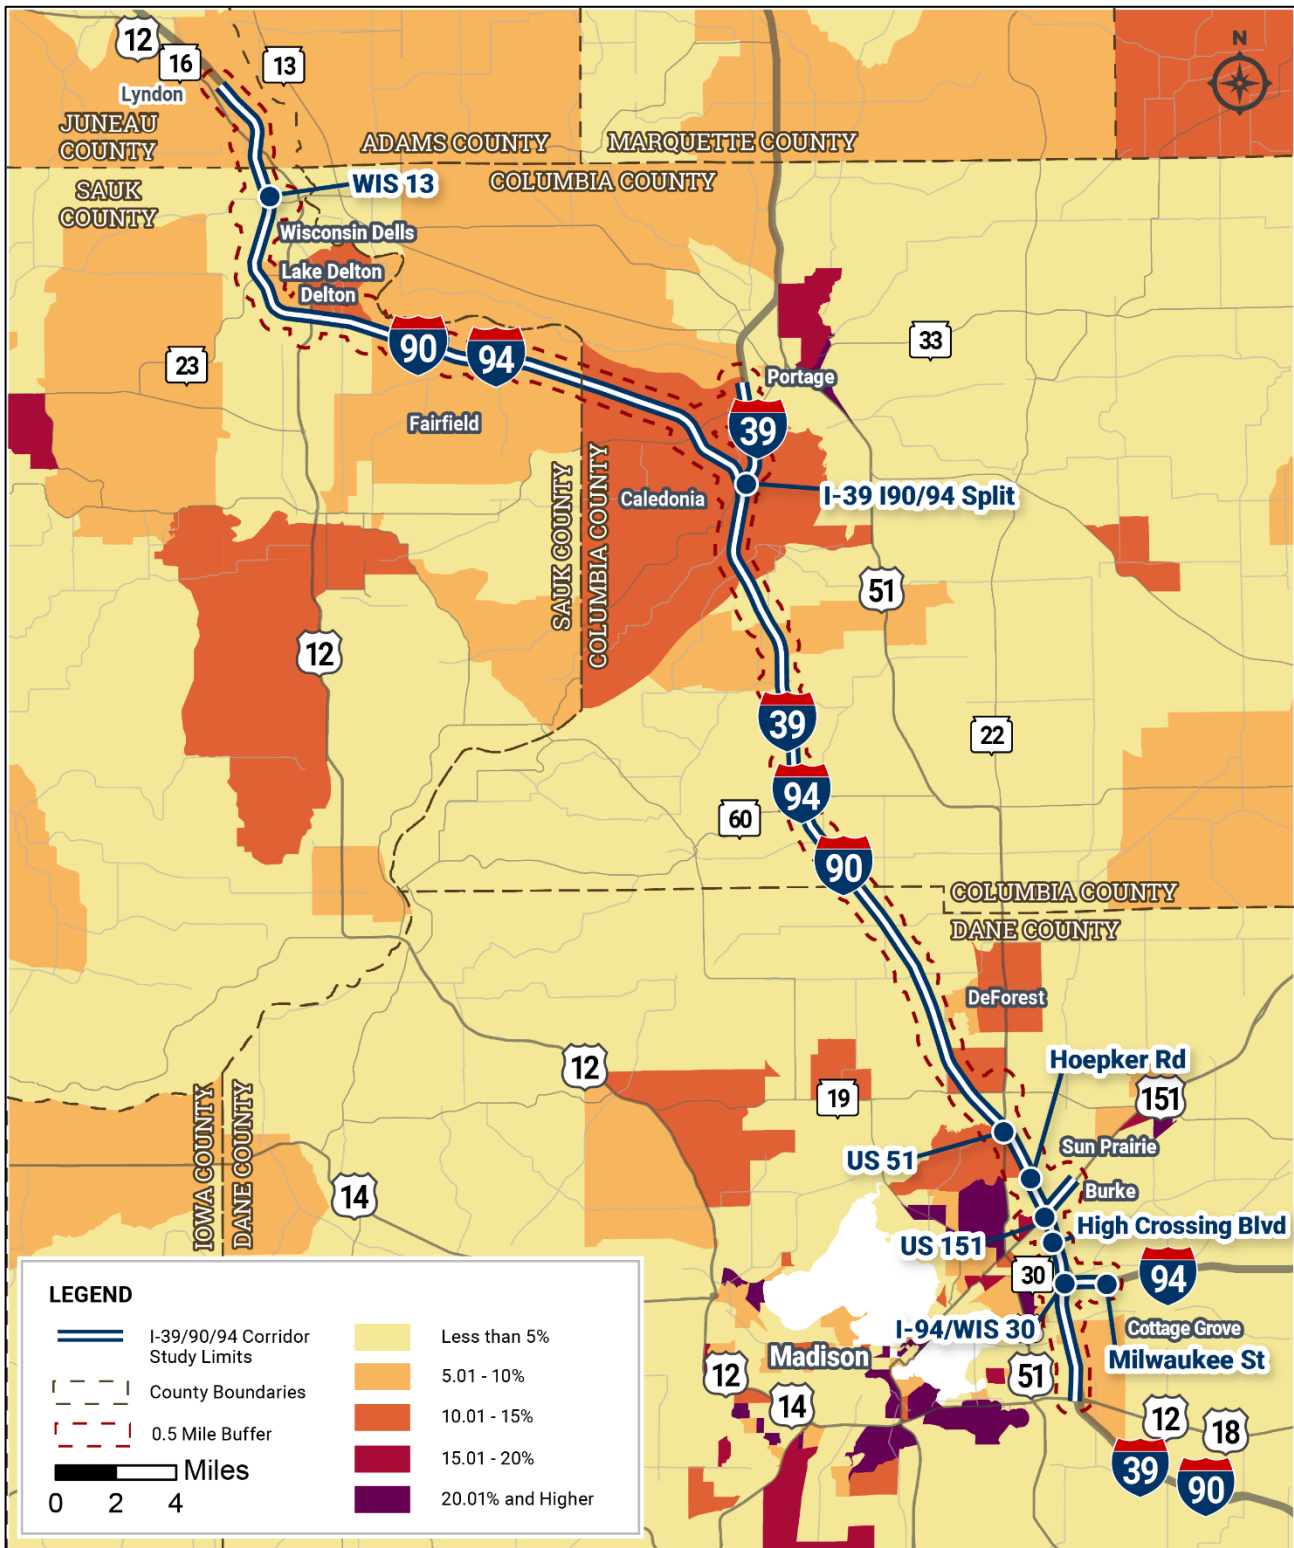 N
12
16
13
Lyndon
JUNEAU
COUNTY
ADAMS COUNTY
MARQUETTE COUNTY
SAUK
COUNTY
WIS 13
COLUMBIA COUNTY
Wisconsin Dells
Lake Delton
Delton
90
94
33
23
Portage
Fairfield
39
Caledonia
I-39 I90/94 Split
SAUK COUNTY
COLUMBIA COUNTY
51
12
39
22
94
60
90
COLUMBIA COUNTY
DANE COUNTY
DeForest
Hoepker Rd
12
19
151
Sun Prairie
US 51
Burke
IOWA COUNTY
DANE COUNTY
14
High Crossing Blvd
US 151
30
94
I-94/WIS 30
Cottage Grove
Milwaukee St
Madison
12
14
51
12
18
39
90
LEGEND
I-39/90/94 Corridor
Study Limits
County Boundaries
0.5 Mile Buffer
Miles
0 2 4
Less than 5%
5.01 - 10%
10.01 - 15%
15.01 - 20%
20.01% and Higher